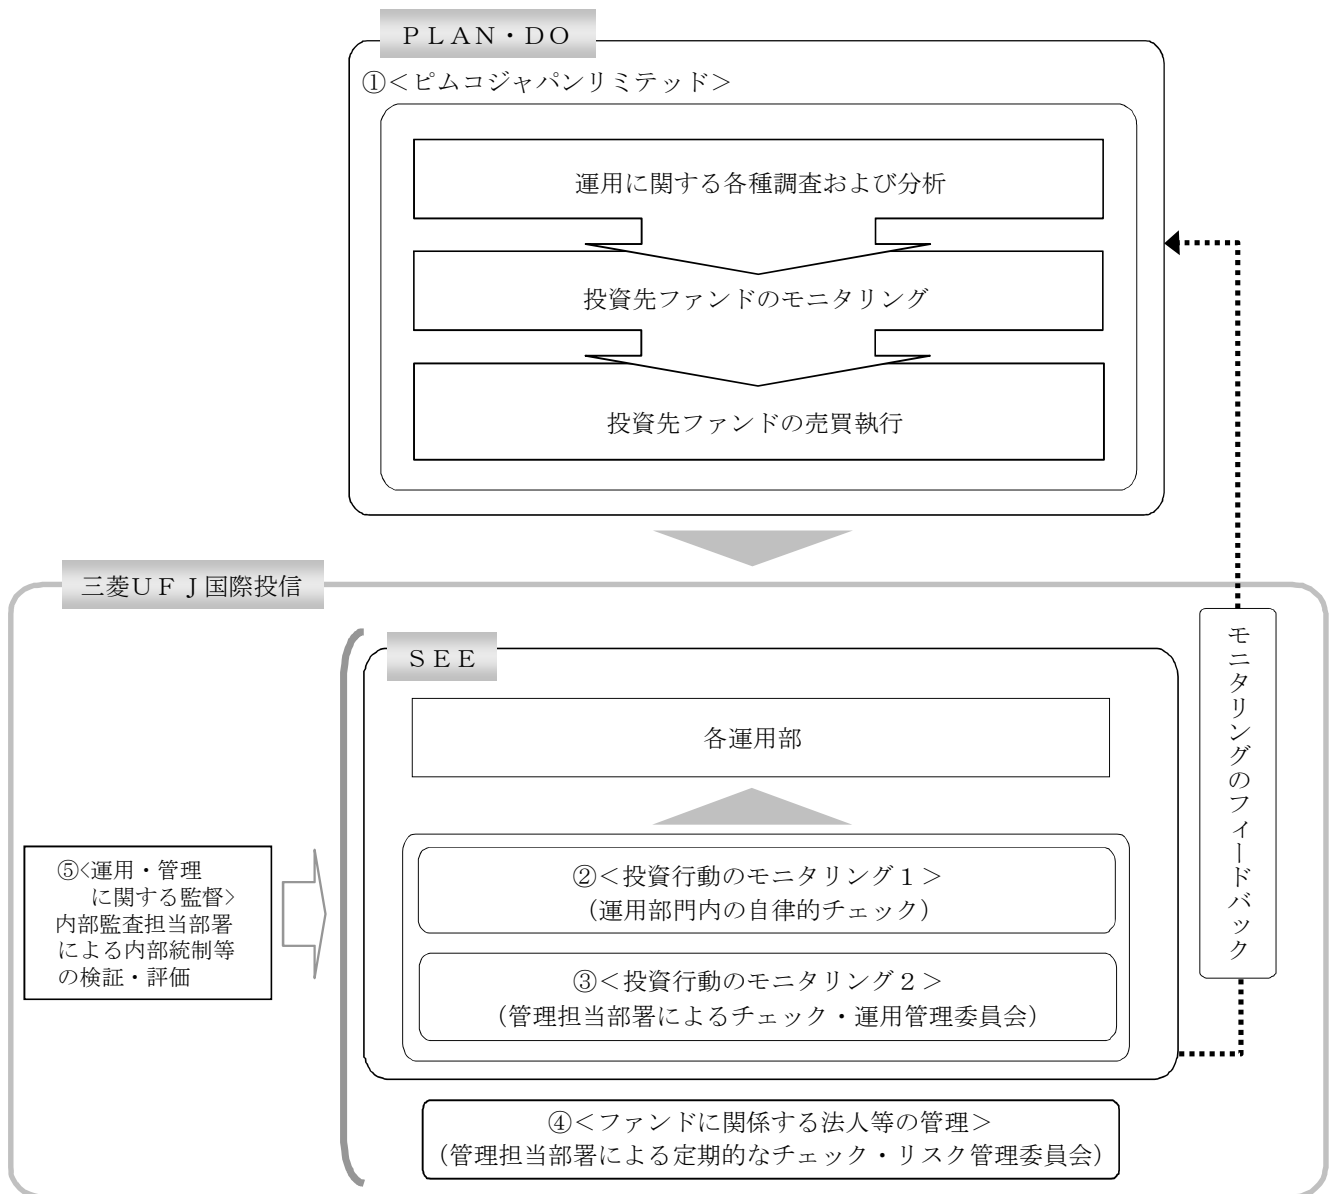 ＰＬＡＮ・ＤＯ
①＜ピムコジャパンリミテッド＞
運用に関する各種調査および分析
投資先ファンドのモニタリング
投資先ファンドの売買執行
三菱ＵＦＪ国際投信
ＳＥＥ
各運用部
②＜投資行動のモニタリング１＞
（運用部門内の自律的チェック）
③＜投資行動のモニタリング２＞
（管理担当部署によるチェック・運用管理委員会）
④＜ファンドに関係する法人等の管理＞
（管理担当部署による定期的なチェック・リスク管理委員会）
⑤<運用・管理
に関する監督>
内部監査担当部署
による内部統制等
の検証・評価
モニタリングのフィードバック